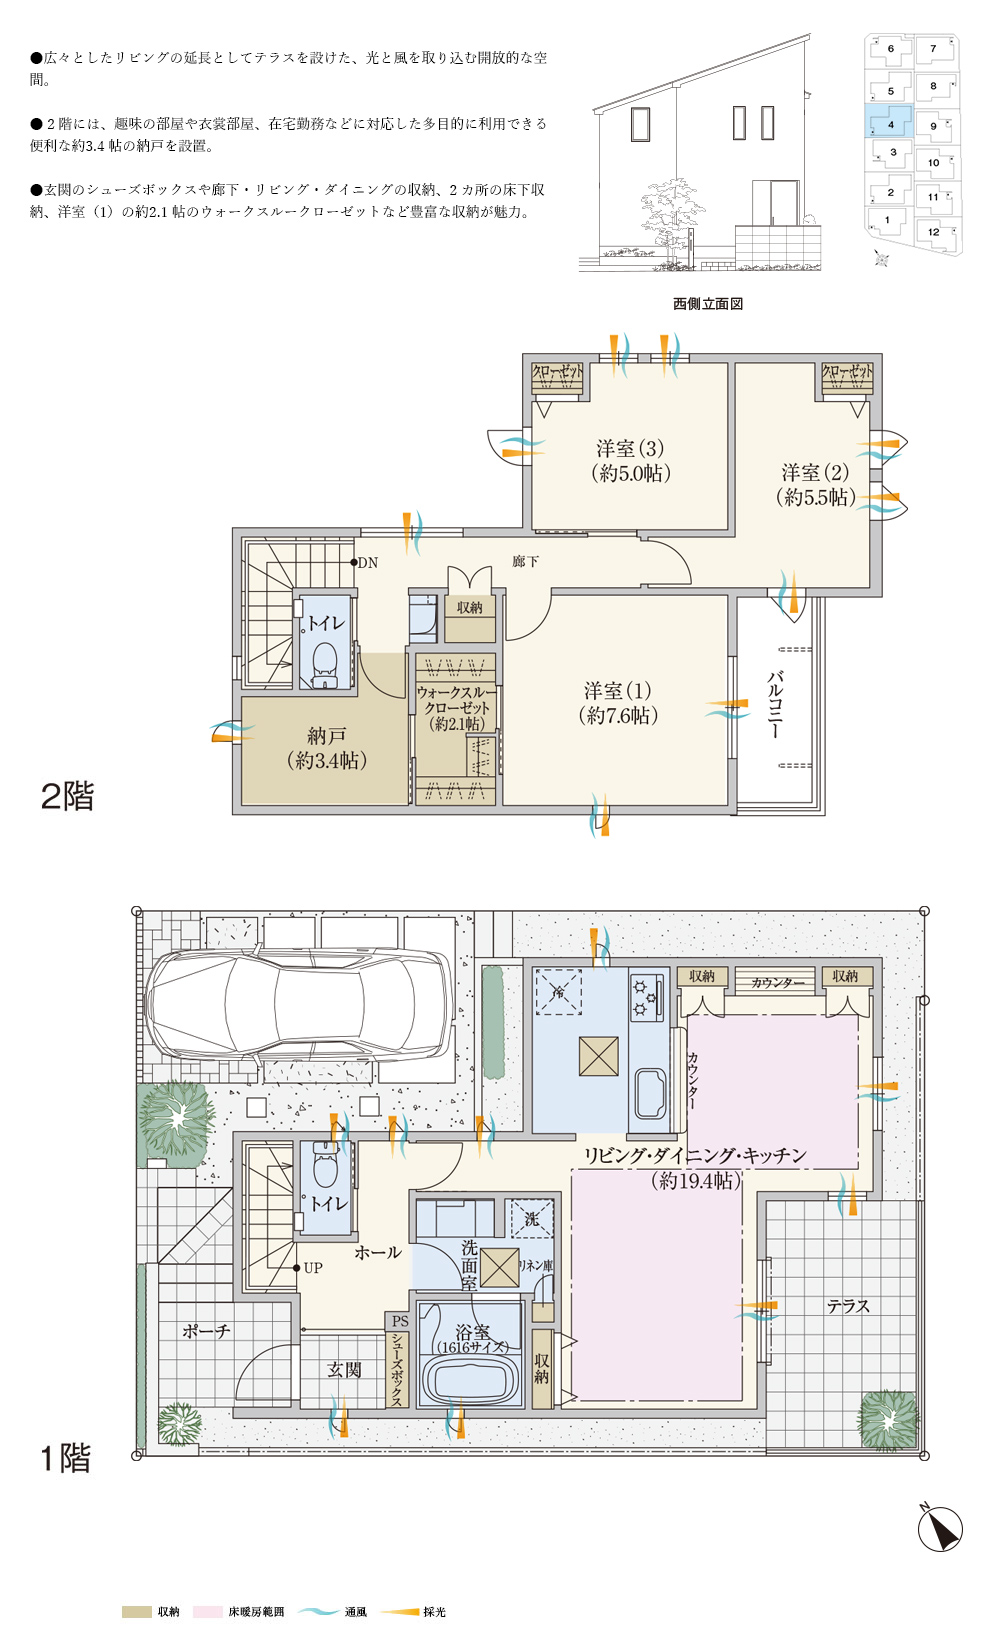 ●広々としたリビングの延長としてテラスを設けた、光と風を取り込む開放的な空
間。
●２階には、趣味の部屋や衣裳部屋、在宅勤務などに対応した多目的に利用できる
便利な約3.4 帖の納戸を設置。
●玄関のシューズボックスや廊下・リビング・ダイニングの収納、2 カ所の床下収
納、洋室（1）の約2.1 帖のウォークスルークローゼットなど豊富な収納が魅力。
6
7
5
8
4
9
3
10
2
11
1
12
西側立面図
クローゼット
クローゼット
洋室（3）
（約5.0帖）
洋室（2）
（約5.5帖）
DN
廊下
トイレ
収納
ウォークスルー
クローゼット
（約2.1帖）
洋室（1）
（約7.6帖）
バルコニー
納戸
（約3.4帖）
2階
冷
収納
カウンター
収納
カウンター
リビング・ダイニング・キッチン
（約19.4帖）
トイレ
洗
ホール
洗面室
リネン庫
UP
PS
ポーチ
浴室
（1616サイズ）
テラス
玄関
シューズボックス
収納
1階
N
収納
床暖房範囲
通風
採光